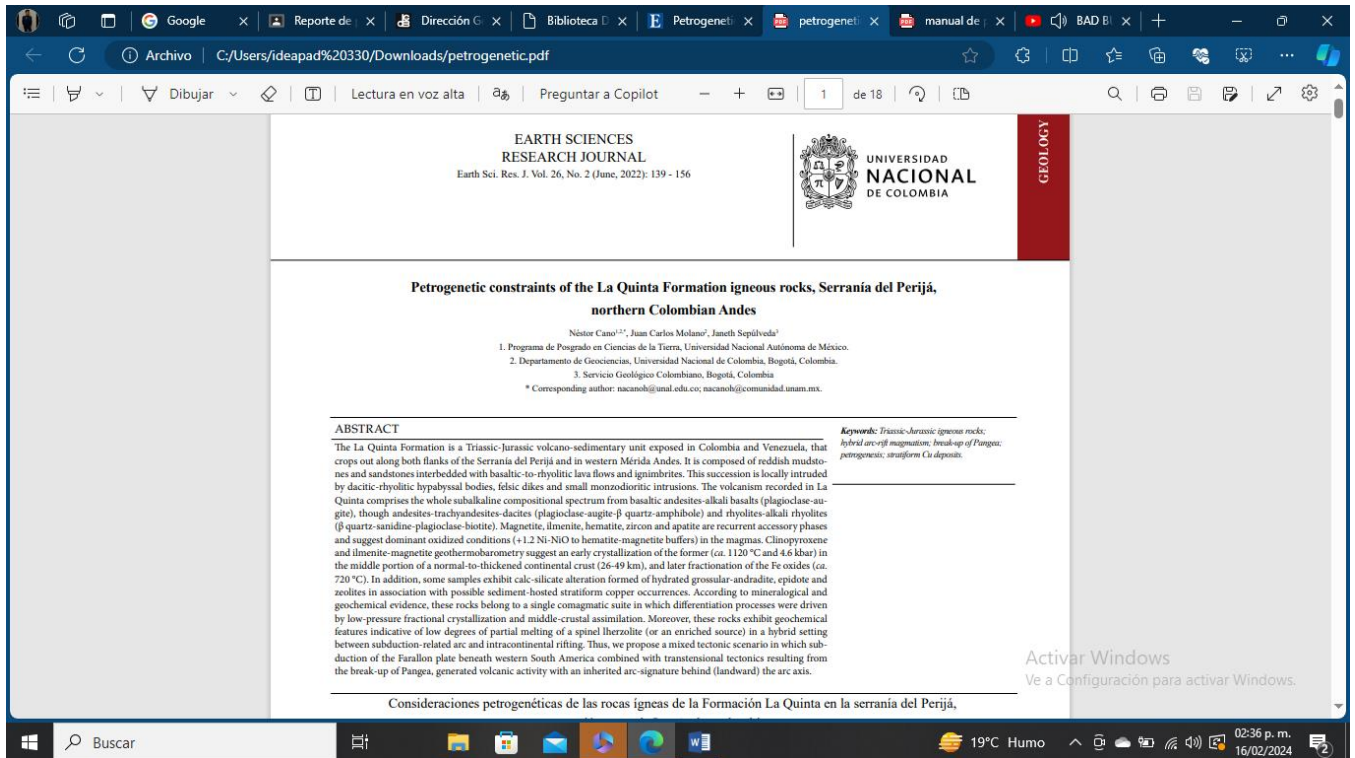 Google
Reporte de
Dirección G
Biblioteca D
Petrogeneti
petrogeneti
manual de
BAD BU
Archivo
C:/Users/ideapad%20330/Downloads/petrogenetic.pdf
Dibujar
Lectura en voz alta
Preguntar a Copilot
1
de 18
EARTH SCIENCES
RESEARCH JOURNAL
Earth Sci. Res. J. Vol. 26, No. 2 (June, 2022): 139 - 156
UNIVERSIDAD
NACIONAL
DE COLOMBIA
GEOLOGY
Petrogenetic constraints of the La Quinta Formation igneous rocks, Serranía del Perijá,
northern Colombian Andes
Néstor Cano1,2,*, Juan Carlos Molano2, Janeth Sepúlveda3
1. Programa de Posgrado en Ciencias de la Tierra, Universidad Nacional Autónoma de México.
2. Departamento de Geociencias, Universidad Nacional de Colombia, Bogotá, Colombia.
3. Servicio Geológico Colombiano, Bogotá, Colombia
* Corresponding author: nacanoh@unal.edu.co; nacanoh@comunidad.unam.mx.
ABSTRACT
The La Quinta Formation is a Triassic-Jurassic volcano-sedimentary unit exposed in Colombia and Venezuela, that
crops out along both flanks of the Serranía del Perijá and in western Mérida Andes. It is composed of reddish mudsto-
nes and sandstones interbedded with basaltic-to-rhyolitic lava flows and ignimbrites. This succession is locally intruded
by dacitic-rhyolitic hypabyssal bodies, felsic dikes and small monzodioritic intrusions. The volcanism recorded in La
Quinta comprises the whole subalkaline compositional spectrum from basaltic andesites-alkali basalts (plagioclase-au-
gite), though andesites-trachyandesites-dacites (plagioclase-augite-β quartz-amphibole) and rhyolites-alkali rhyolites
(β quartz-sanidine-plagioclase-biotite). Magnetite, ilmenite, hematite, zircon and apatite are recurrent accessory phases
and suggest dominant oxidized conditions (+1.2 Ni-NiO to hematite-magnetite buffers) in the magmas. Clinopyroxene
and ilmenite-magnetite geothermobarometry suggest an early crystallization of the former (ca. 1120 °C and 4.6 kbar) in
the middle portion of a normal-to-thickened continental crust (26-49 km), and later fractionation of the Fe oxides (ca.
720 °C). In addition, some samples exhibit calc-silicate alteration formed of hydrated grossular-andradite, epidote and
zeolites in association with possible sediment-hosted stratiform copper occurrences. According to mineralogical and
geochemical evidence, these rocks belong to a single comagmatic suite in which differentiation processes were driven
by low-pressure fractional crystallization and middle-crustal assimilation. Moreover, these rocks exhibit geochemical
features indicative of low degrees of partial melting of a spinel lherzolite (or an enriched source) in a hybrid setting
between subduction-related arc and intracontinental rifting. Thus, we propose a mixed tectonic scenario in which sub-
duction of the Farallon plate beneath western South America combined with transtensional tectonics resulting from
the break-up of Pangea, generated volcanic activity with an inherited arc-signature behind (landward) the arc axis.
Keywords: Triassic-Jurassic igneous rocks;
hybrid arc-rift magmatism; break-up of Pangea;
petrogenesis; stratiform Cu deposits.
Consideraciones petrogenéticas de las rocas ígneas de la Formación La Quinta en la serranía del Perijá,
Activar Windows
Ve a Configuración para activar Windows.
Buscar
19°C Humo
02:36 p. m.
16/02/2024
2